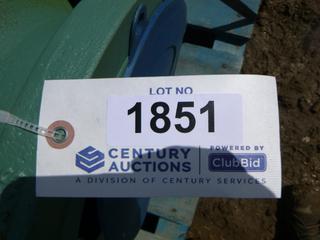 LOT NO
1851
CENTURY
AUCTIONS
POWERED BY
ClubBid
A DIVISION OF CENTURY SERVICES